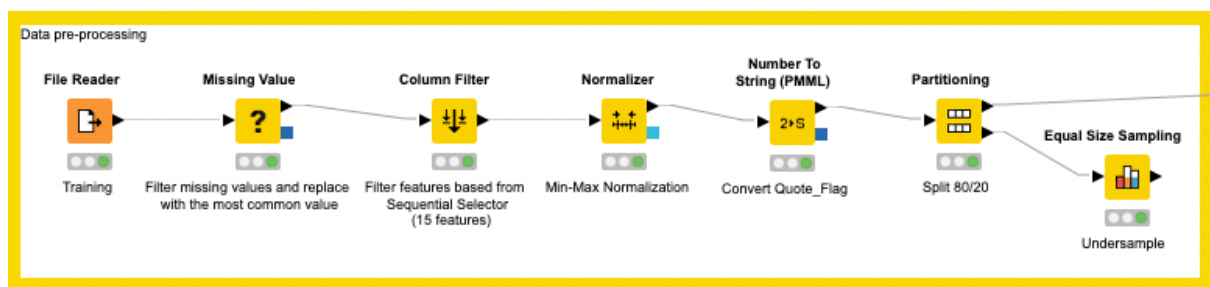 Data pre-processing
File Reader
Training
Missing Value
?
Filter missing values and replace
with the most common value
Column Filter
Filter features based from
Sequential Selector
(15 features)
Normalizer
Min-Max Normalization
Number To
String (PMML)
2▸S
Convert Quote_Flag
Partitioning
Split 80/20
Equal Size Sampling
Undersample